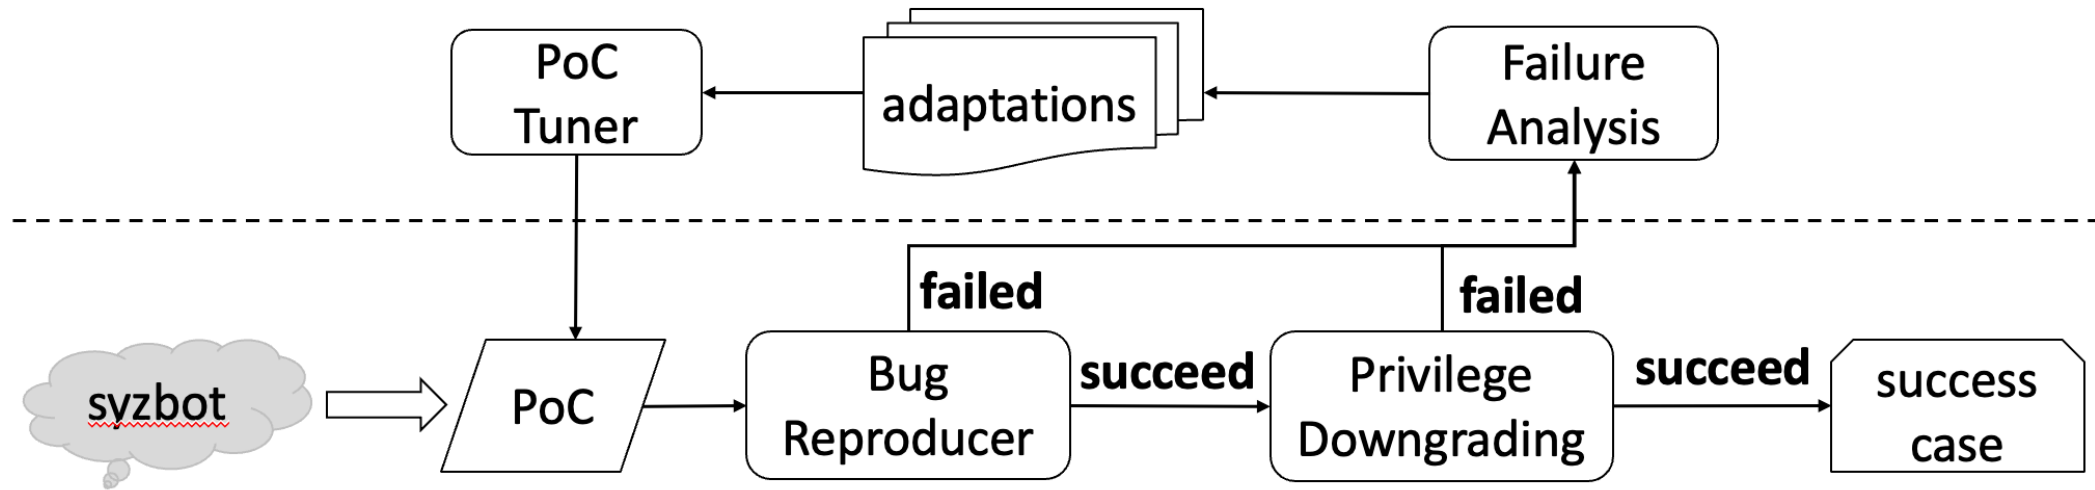 PoC
Tuner
adaptations
Failure
Analysis
failed
failed
syzbot
PoC
Bug
Reproducer
succeed
Privilege
Downgrading
succeed
success
case